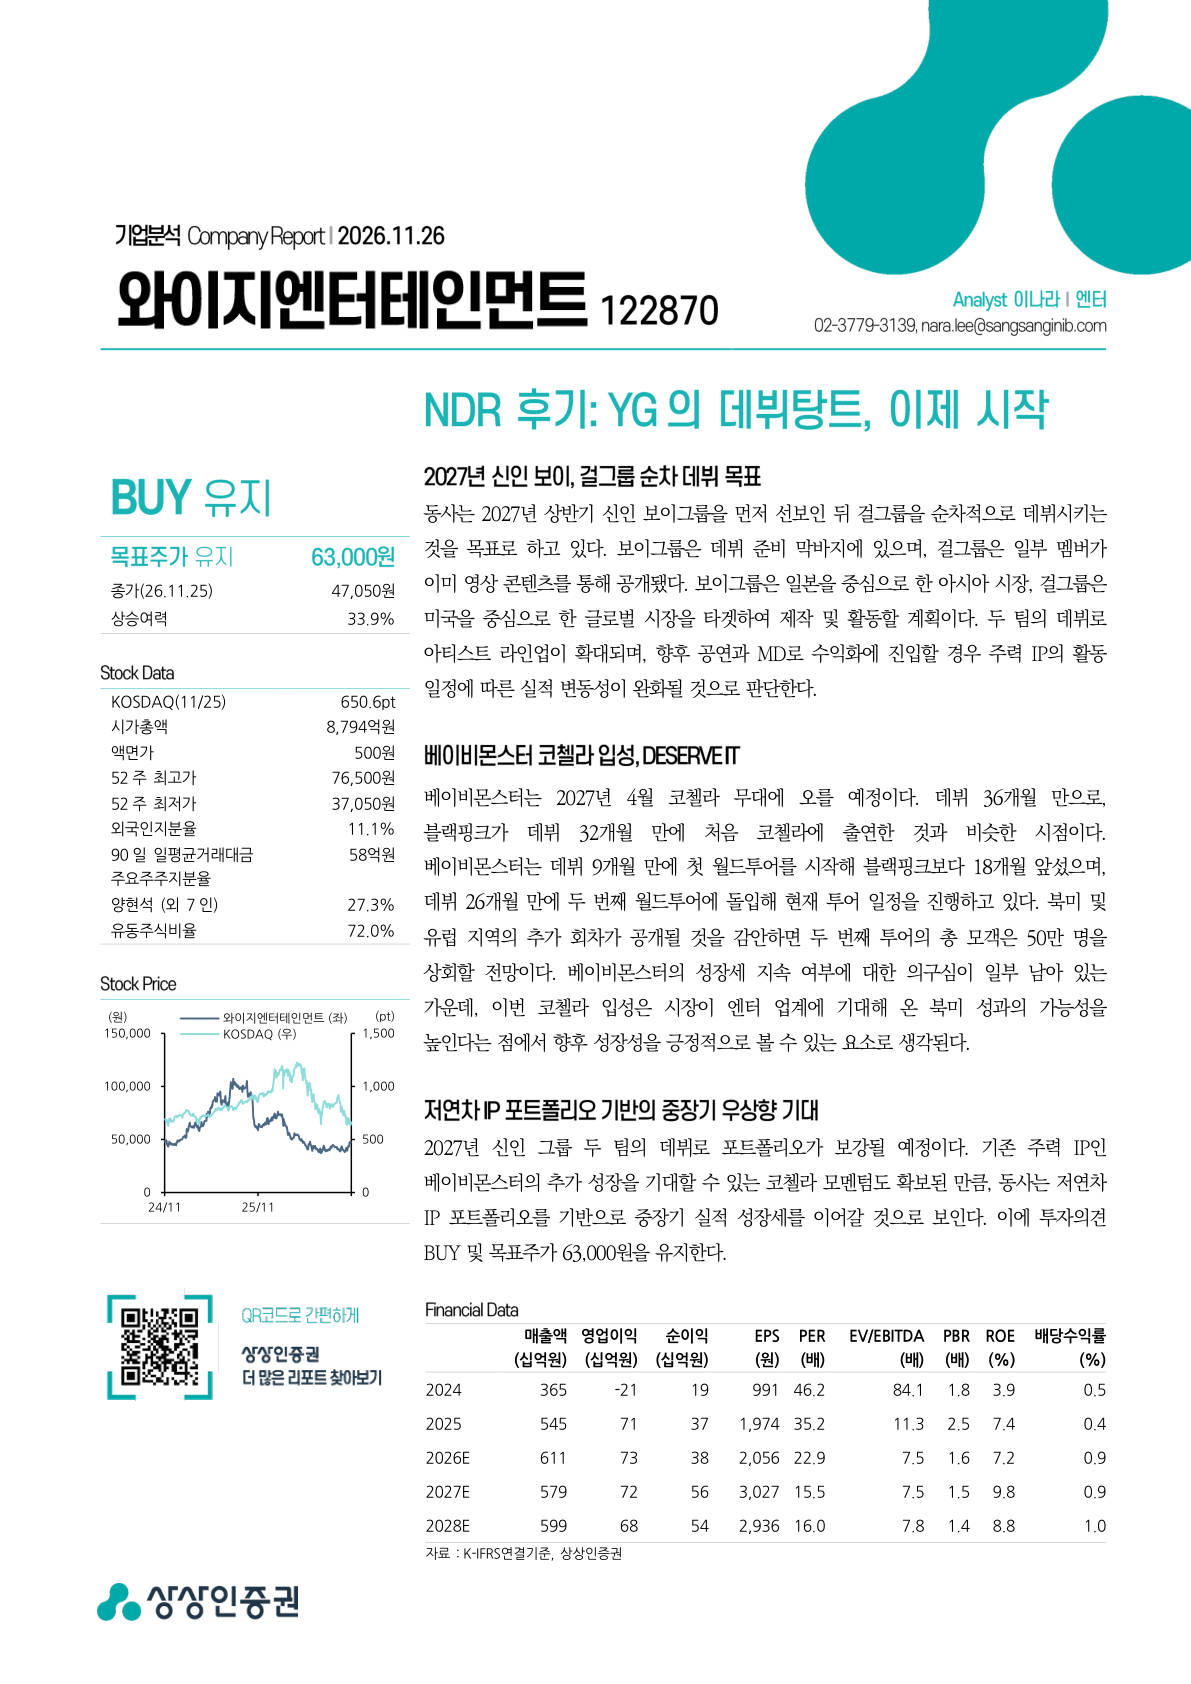 기업분석 Company Report | 2026.11.26
와이지엔터테인먼트 122870
Analyst 이나라 | 엔터
02-3779-3139, nara.lee@sangsanginib.com
NDR 후기: YG의 데뷔탕트, 이제 시작
BUY 유지
목표주가 유지 63,000원
종가(26.11.25) 47,050원
상승여력 33.9%
Stock Data
KOSDAQ(11/25) 650.6pt
시가총액 8,794억원
액면가 500원
52 주 최고가 76,500원
52 주 최저가 37,050원
외국인지분율 11.1%
90 일 일평균거래대금 58억원
주요주주지분율
양현석 (외 7 인) 27.3%
유동주식비율 72.0%
Stock Price
(원) 와이지엔터테인먼트 (좌) (pt)
150,000 KOSDAQ (우) 1,500
100,000 1,000
50,000 500
0 0
24/11 25/11
QR코드로 간편하게
상상인증권
더 많은 리포트 찾아보기
2027년 신인 보이, 걸그룹 순차 데뷔 목표
동사는 2027년 상반기 신인 보이그룹을 먼저 선보인 뒤 걸그룹을 순차적으로 데뷔시키는
것을 목표로 하고 있다. 보이그룹은 데뷔 준비 막바지에 있으며, 걸그룹은 일부 멤버가
이미 영상 콘텐츠를 통해 공개됐다. 보이그룹은 일본을 중심으로 한 아시아 시장, 걸그룹은
미국을 중심으로 한 글로벌 시장을 타겟하여 제작 및 활동할 계획이다. 두 팀의 데뷔로
아티스트 라인업이 확대되며, 향후 공연과 MD로 수익화에 진입할 경우 주력 IP의 활동
일정에 따른 실적 변동성이 완화될 것으로 판단한다.
베이비몬스터 코첼라 입성, DESERVE IT
베이비몬스터는 2027년 4월 코첼라 무대에 오를 예정이다. 데뷔 36개월 만으로,
블랙핑크가 데뷔 32개월 만에 처음 코첼라에 출연한 것과 비슷한 시점이다.
베이비몬스터는 데뷔 9개월 만에 첫 월드투어를 시작해 블랙핑크보다 18개월 앞섰으며,
데뷔 26개월 만에 두 번째 월드투어에 돌입해 현재 투어 일정을 진행하고 있다. 북미 및
유럽 지역의 추가 회차가 공개될 것을 감안하면 두 번째 투어의 총 모객은 50만 명을
상회할 전망이다. 베이비몬스터의 성장세 지속 여부에 대한 의구심이 일부 남아 있는
가운데, 이번 코첼라 입성은 시장이 엔터 업계에 기대해 온 북미 성과의 가능성을
높인다는 점에서 향후 성장성을 긍정적으로 볼 수 있는 요소로 생각된다.
저연차 IP 포트폴리오 기반의 중장기 우상향 기대
2027년 신인 그룹 두 팀의 데뷔로 포트폴리오가 보강될 예정이다. 기존 주력 IP인
베이비몬스터의 추가 성장을 기대할 수 있는 코첼라 모멘텀도 확보된 만큼, 동사는 저연차
IP 포트폴리오를 기반으로 중장기 실적 성장세를 이어갈 것으로 보인다. 이에 투자의견
BUY 및 목표주가 63,000원을 유지한다.
Financial Data
매출액 영업이익 순이익 EPS PER EV/EBITDA PBR ROE 배당수익률
(십억원) (십억원) (십억원) (원) (배) (배) (배) (%) (%)
2024 365 -21 19 991 46.2 84.1 1.8 3.9 0.5
2025 545 71 37 1,974 35.2 11.3 2.5 7.4 0.4
2026E 611 73 38 2,056 22.9 7.5 1.6 7.2 0.9
2027E 579 72 56 3,027 15.5 7.5 1.5 9.8 0.9
2028E 599 68 54 2,936 16.0 7.8 1.4 8.8 1.0
자료 : K-IFRS연결기준, 상상인증권
상상인증권